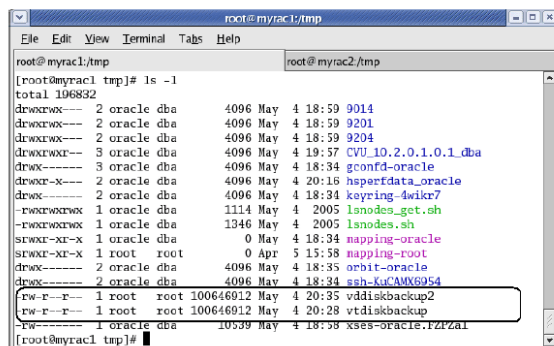 root@myrac1:/tmp
File Edit View Terminal Tabs Help
root@myrac1:/tmp root@myrac2:/tmp
[root@myrac1 tmp]# ls -l
total 196832
drwxrwx--- 2 oracle dba 4096 May 4 18:59 9014
drwxrwx--- 2 oracle dba 4096 May 4 18:59 9201
drwxrwx--- 2 oracle dba 4096 May 4 18:59 9204
drwxrwxr-- 3 oracle dba 4096 May 4 19:57 CVU_10.2.0.1.0.1_dba
drwx------ 3 oracle dba 4096 May 4 18:34 gconfd-oracle
drwxr-x--- 2 oracle dba 4096 May 4 20:16 hsperfdata_oracle
drwx------ 2 oracle dba 4096 May 4 18:34 keyring-4wikr7
-rwxrwxrwx 1 oracle dba 1114 May 4 2005 lsnodes_get.sh
-rwxrwxrwx 1 oracle dba 1346 May 4 2005 lsnodes.sh
srwxr-xr-x 1 oracle dba 0 May 4 18:34 mapping-oracle
srwxr-xr-x 1 root root 0 Apr 5 15:58 mapping-root
drwx------ 2 oracle dba 4096 May 4 18:35 orbit-oracle
drwx------ 2 oracle dba 4096 May 4 18:34 ssh-KuCAMX6954
-rw-r--r-- 1 root root 100646912 May 4 20:35 vddiskbackup2
-rw-r--r-- 1 root root 100646912 May 4 20:28 vtdiskbackup
-rw------- 1 oracle dba 10539 May 4 18:58 xses-oracle.FZPZal
[root@myrac1 tmp]#